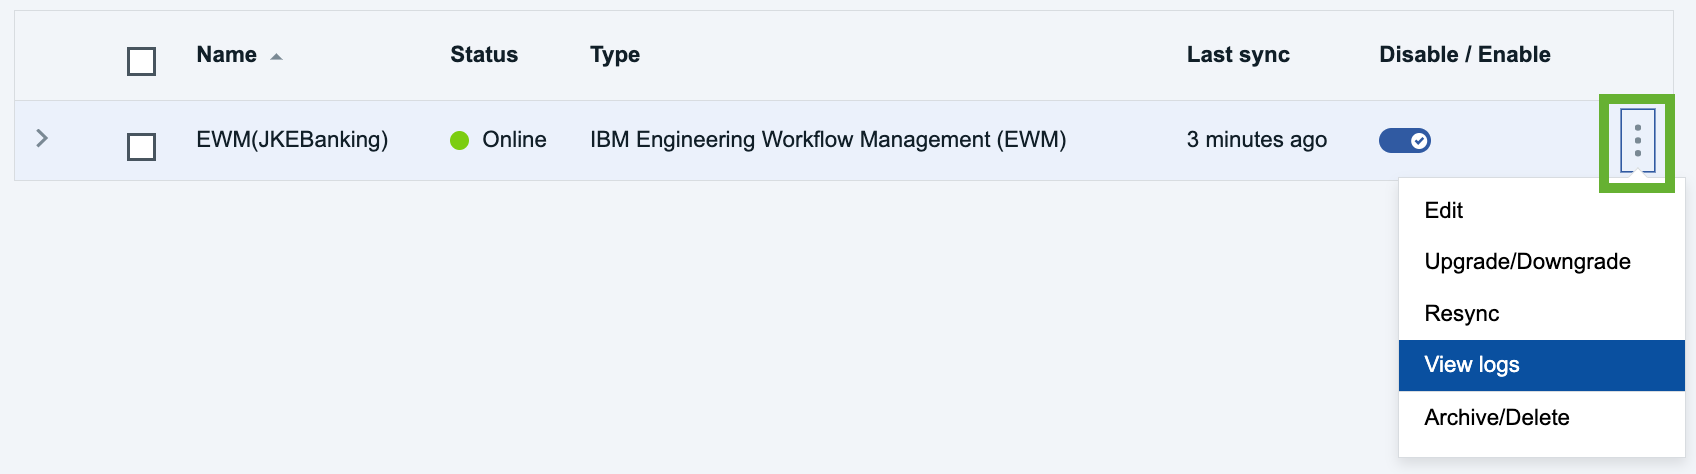 Name Status Type Last sync Disable / Enable
EWM(JKEBanking) Online IBM Engineering Workflow Management (EWM) 3 minutes ago
Edit
Upgrade/Downgrade
Resync
View logs
Archive/Delete